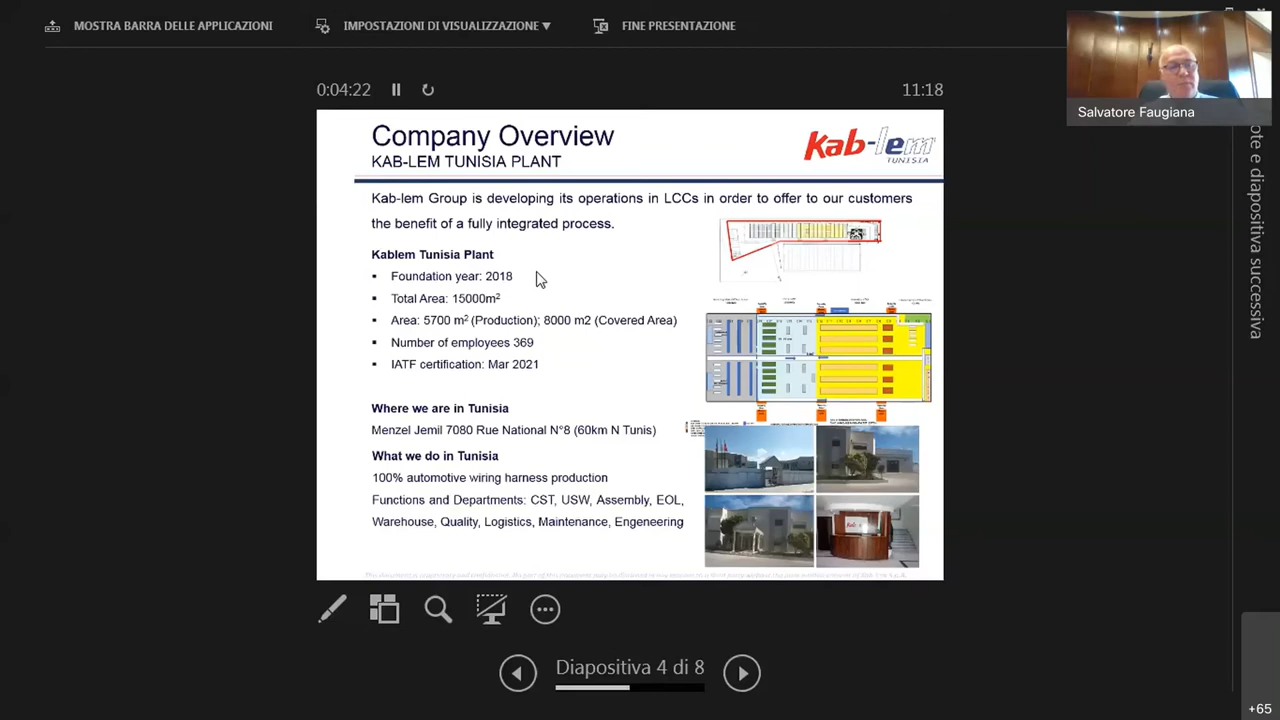 MOSTRA BARRA DELLE APPLICAZIONI
IMPOSTAZIONI DI VISUALIZZAZIONE ▼
FINE PRESENTAZIONE
Salvatore Faugiana
0:04:22
11:18
Company Overview
KAB-LEM TUNISIA PLANT
Kab-lem
TUNISIA
Kab-lem Group is developing its operations in LCCs in order to offer to our customers
the benefit of a fully integrated process.
Kablem Tunisia Plant
▪ Foundation year: 2018
▪ Total Area: 15000m²
▪ Area: 5700 m² (Production); 8000 m2 (Covered Area)
▪ Number of employees 369
▪ IATF certification: Mar 2021
Where we are in Tunisia
Menzel Jemil 7080 Rue National N°8 (60km N Tunis)
What we do in Tunisia
100% automotive wiring harness production
Functions and Departments: CST, USW, Assembly, EOL,
Warehouse, Quality, Logistics, Maintenance, Engeneering
ote e diapositiva successiva
Diapositiva 4 di 8
+65